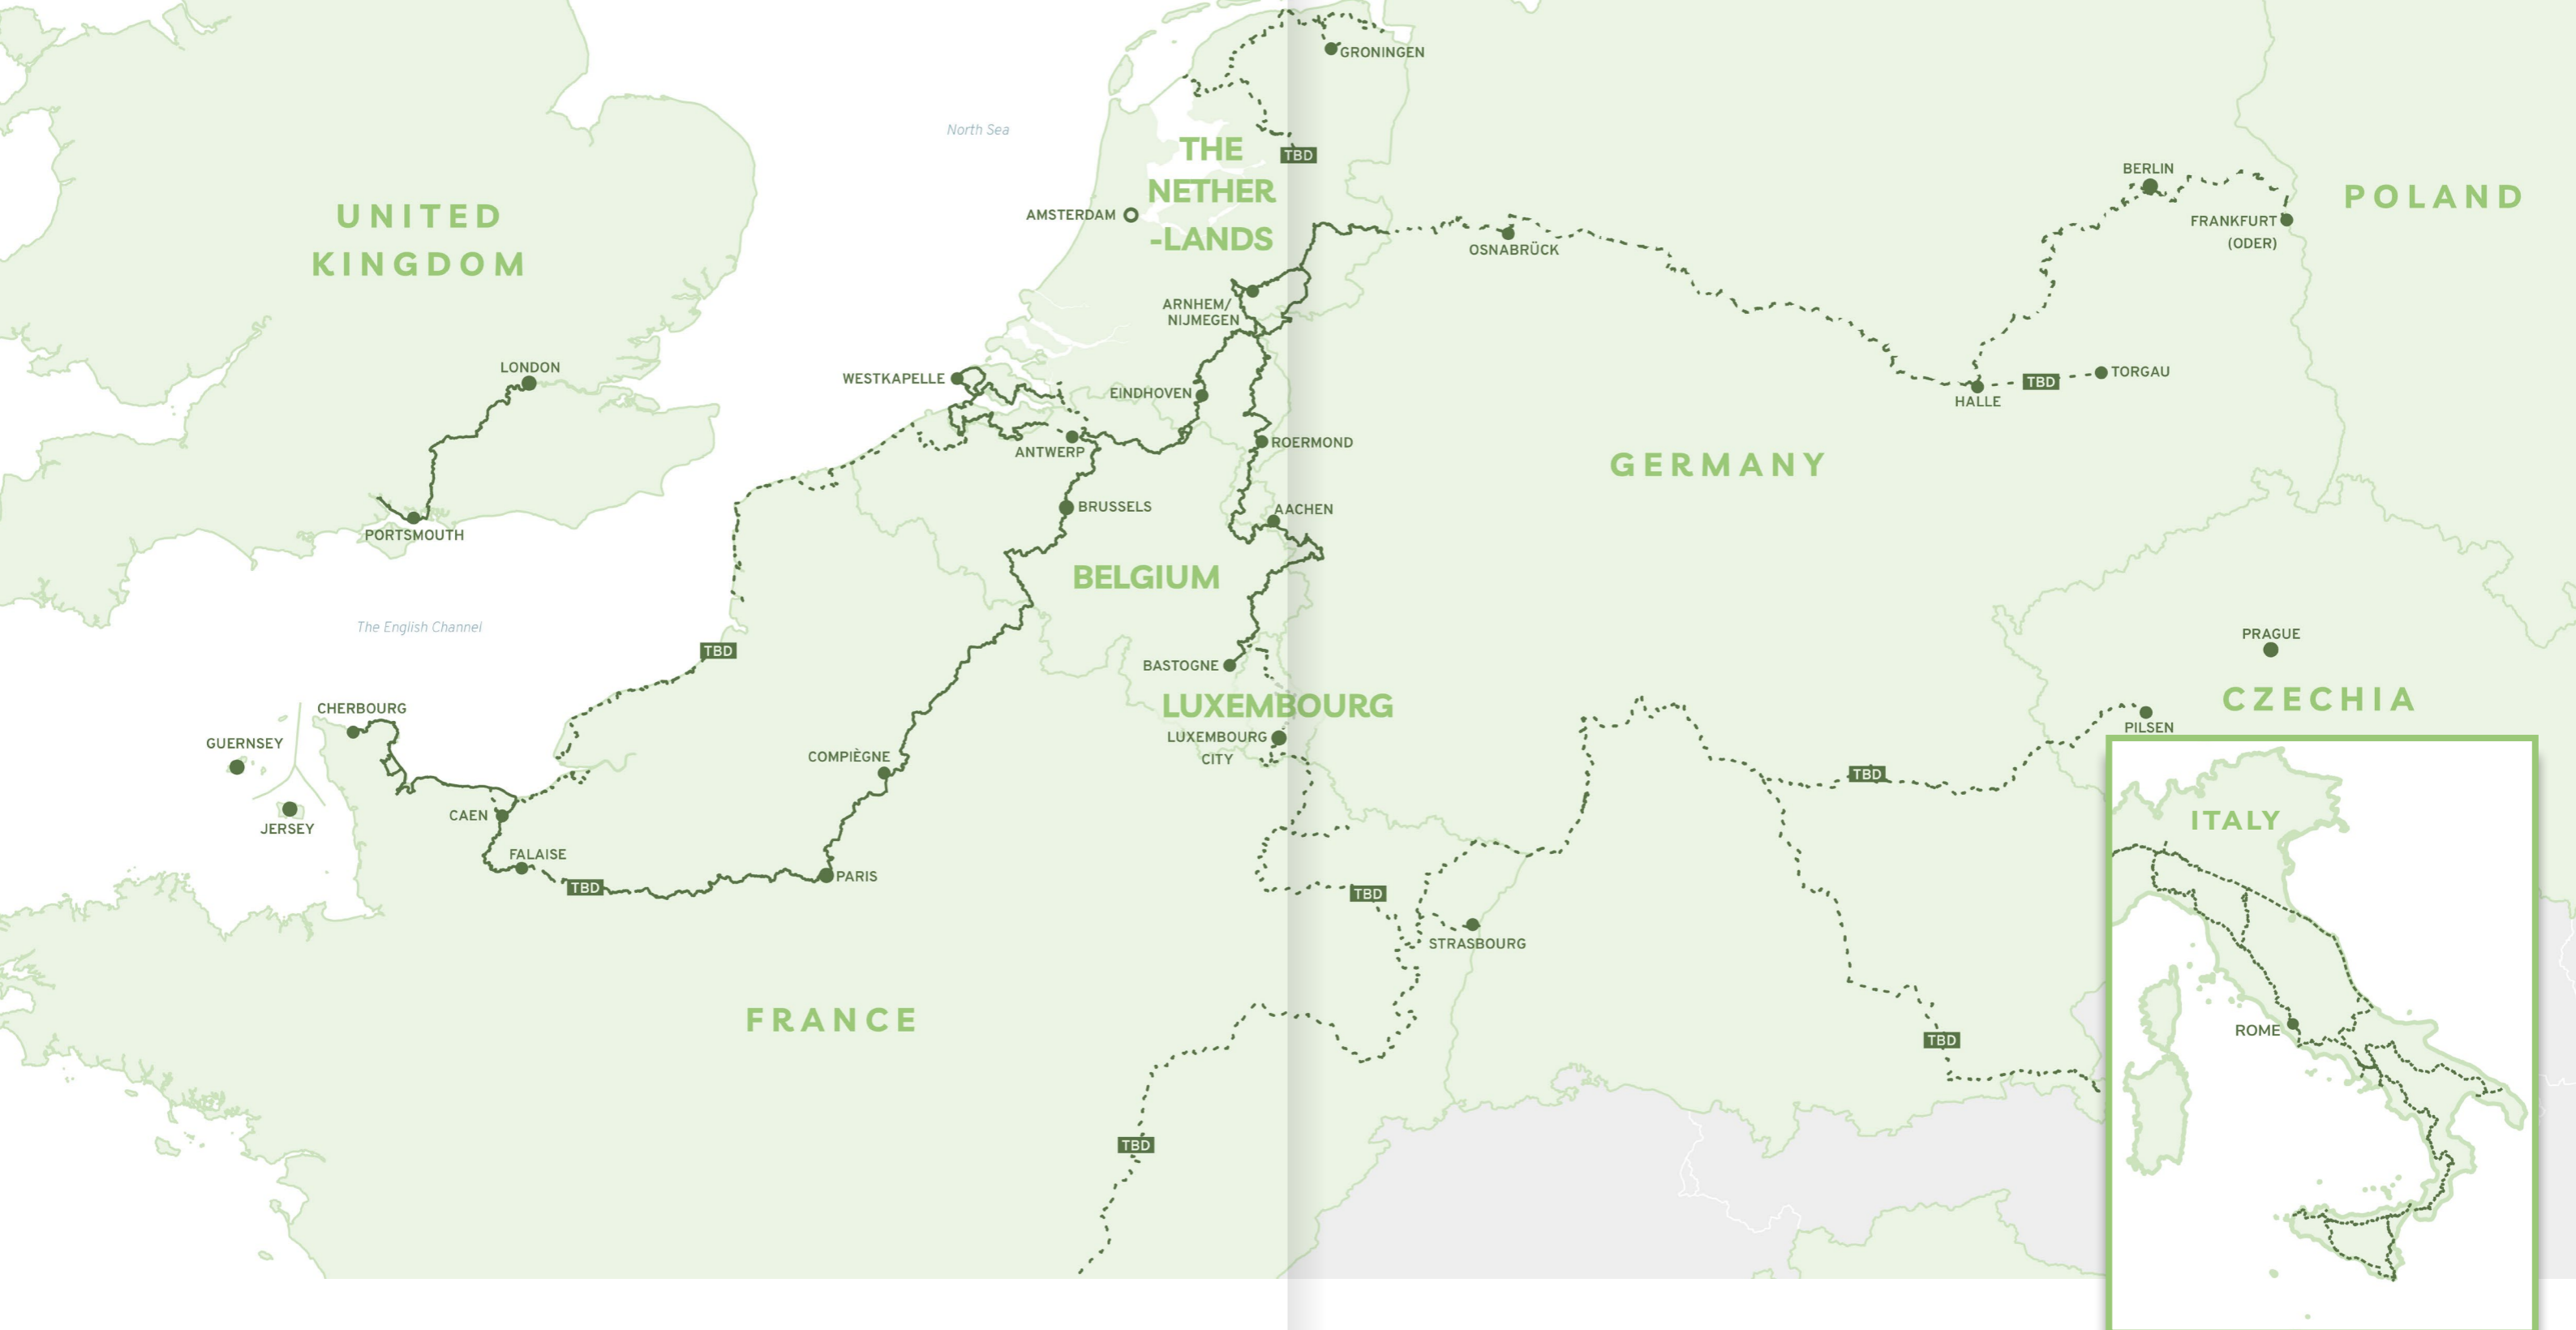 GRONINGEN
North Sea
THE
TBD
NETHER
-LANDS
AMSTERDAM
BERLIN
POLAND
FRANKFURT
(ODER)
UNITED
KINGDOM
OSNABRÜCK
ARNHEM/
NIJMEGEN
LONDON
WESTKAPELLE
EINDHOVEN
TBD
TORGAU
HALLE
ANTWERP
ROERMOND
GERMANY
BRUSSELS
AACHEN
PORTSMOUTH
BELGIUM
The English Channel
TBD
PRAGUE
BASTOGNE
LUXEMBOURG
CZECHIA
CHERBOURG
PILSEN
GUERNSEY
LUXEMBOURG
CITY
COMPIÈGNE
TBD
JERSEY
CAEN
ITALY
FALAISE
TBD
PARIS
TBD
STRASBOURG
FRANCE
TBD
ROME
TBD